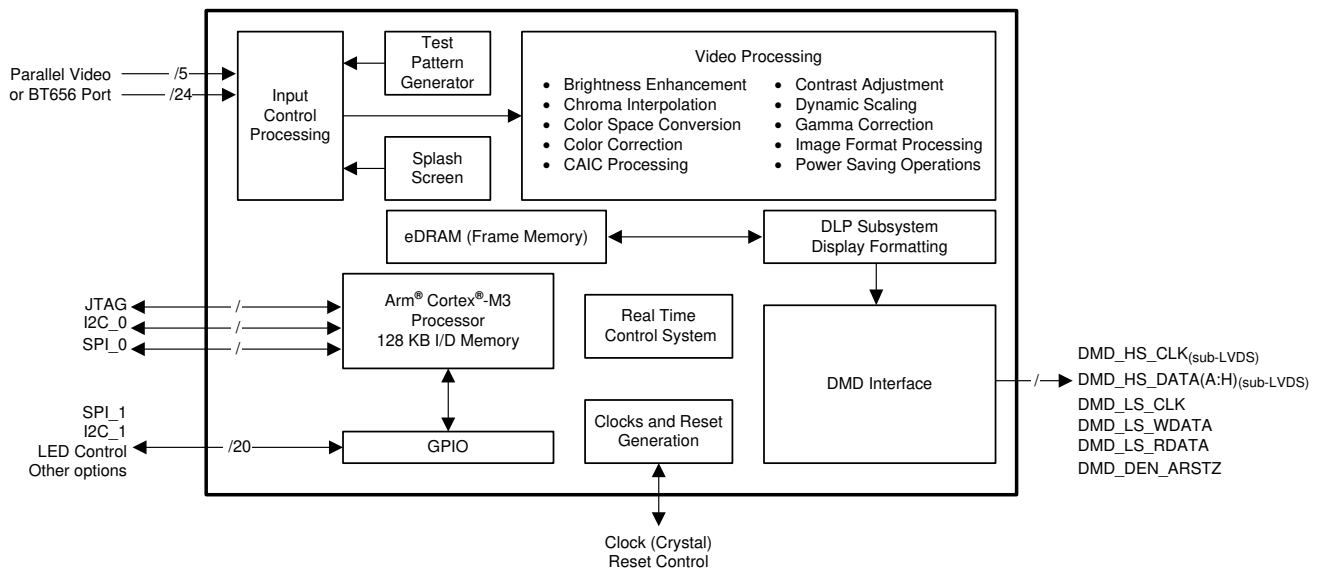 Parallel Video
or BT656 Port
/5
/24
Input
Control
Processing
Test
Pattern
Generator
Splash
Screen
Video Processing
• Brightness Enhancement
• Chroma Interpolation
• Color Space Conversion
• Color Correction
• CAIC Processing
• Contrast Adjustment
• Dynamic Scaling
• Gamma Correction
• Image Format Processing
• Power Saving Operations
eDRAM (Frame Memory)
DLP Subsystem
Display Formatting
JTAG
I2C_0
SPI_0
/
/
/
Arm® Cortex®-M3
Processor
128 KB I/D Memory
Real Time
Control System
DMD Interface
/
DMD_HS_CLK(sub-LVDS)
DMD_HS_DATA(A:H)(sub-LVDS)
DMD_LS_CLK
DMD_LS_WDATA
DMD_LS_RDATA
DMD_DEN_ARSTZ
SPI_1
I2C_1
LED Control
Other options
/20
GPIO
Clocks and Reset
Generation
Clock (Crystal)
Reset Control